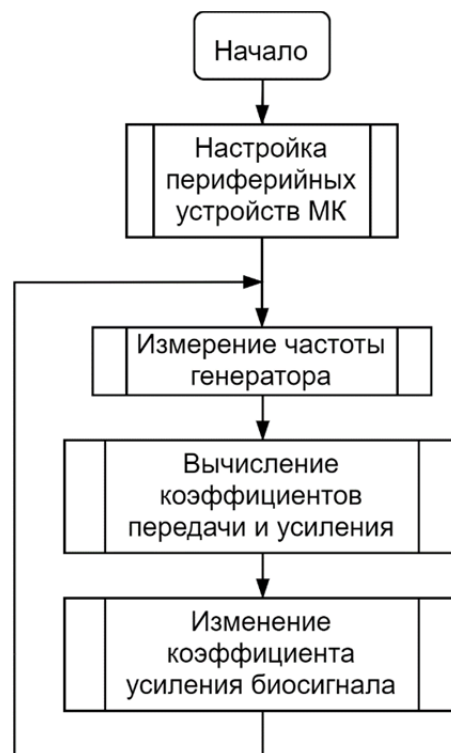 Начало
Настройка
периферийных
устройств МК
Измерение частоты
генератора
Вычисление
коэффициентов
передачи и усиления
Изменение
коэффициента
усиления биосигнала